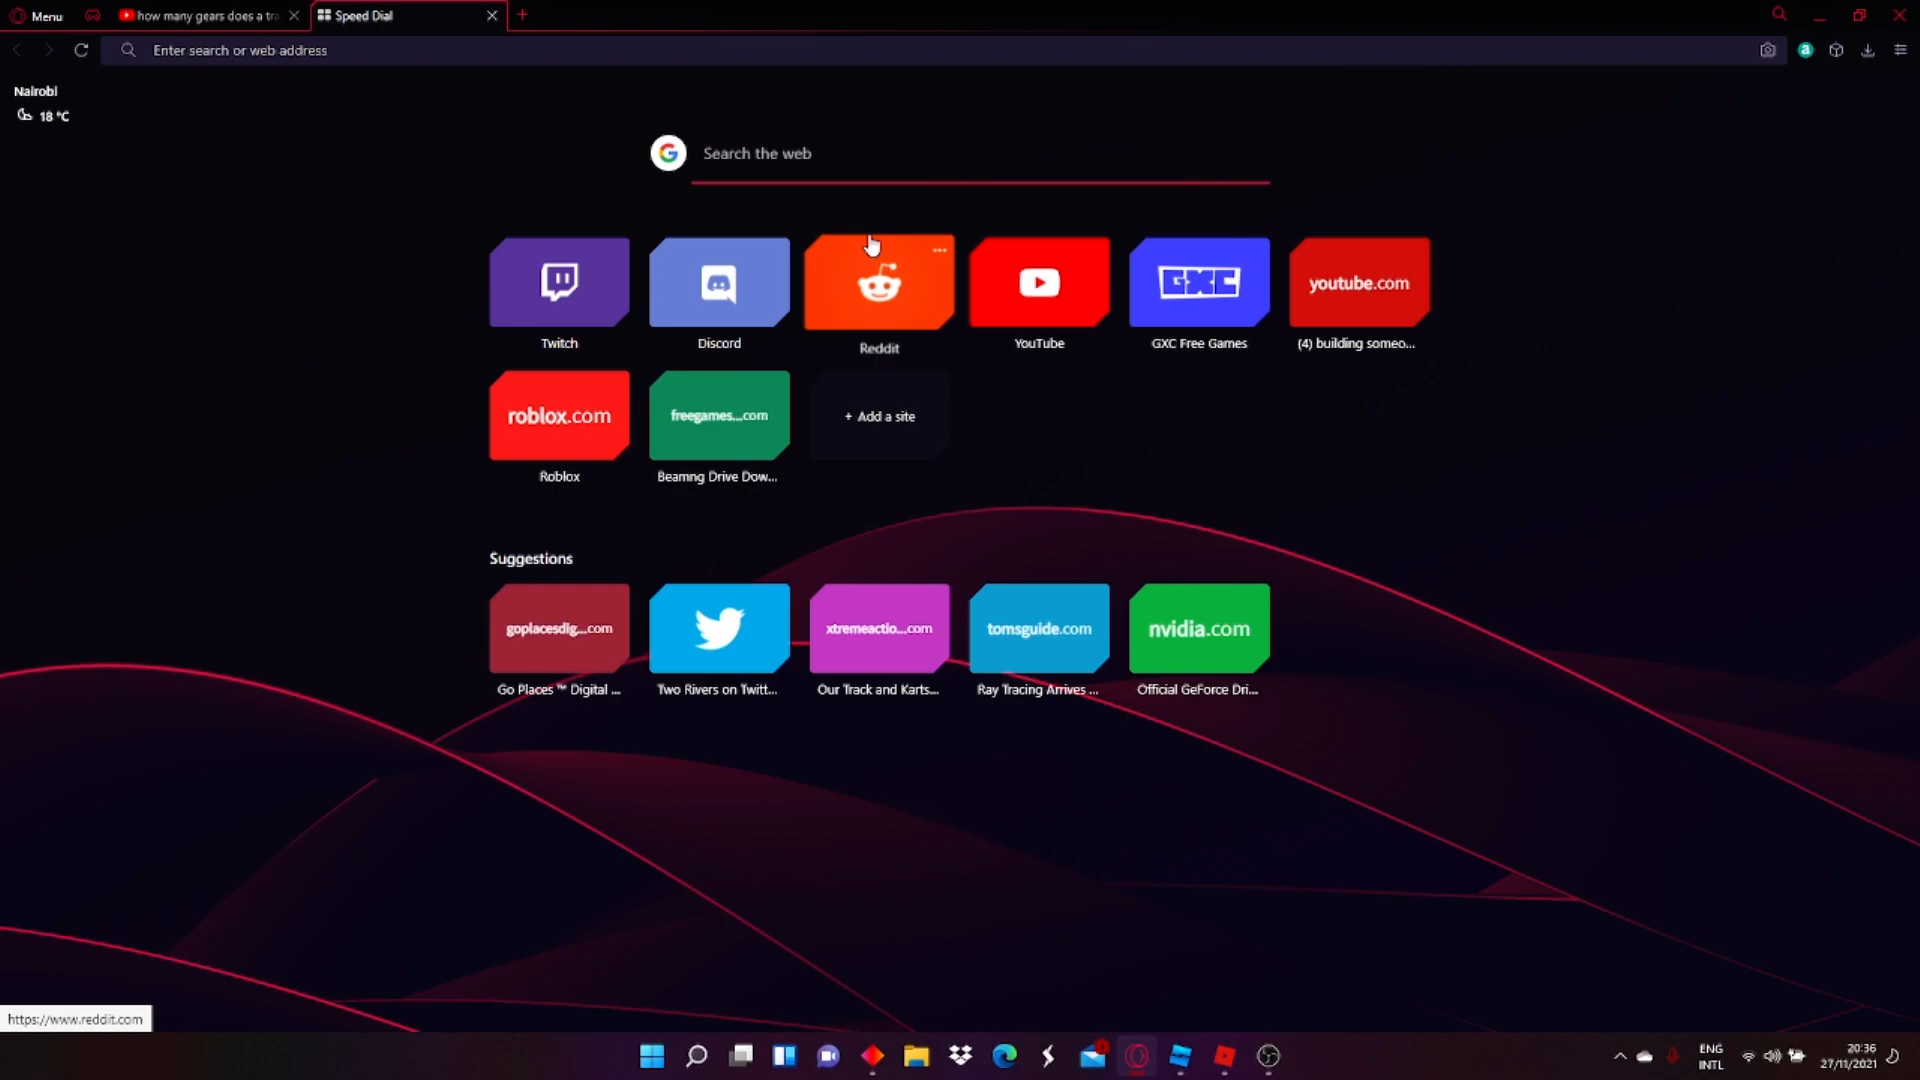 Menu
how many gears does a tra
Speed Dial
Enter search or web address
a
Nairobi
18 °C
G
Search the web
GXC
youtube.com
Twitch
Discord
Reddit
YouTube
GXC Free Games
(4) building someo...
roblox.com
freegames...com
+ Add a site
Roblox
Beamng Drive Dow...
Suggestions
goplacesdig...com
xtremeactio...com
tomsguide.com
nvidia.com
Go Places ™ Digital ...
Two Rivers on Twitt...
Our Track and Karts...
Ray Tracing Arrives ...
Official GeForce Dri...
https://www.reddit.com
ENG
INTL
20:36
27/11/2021